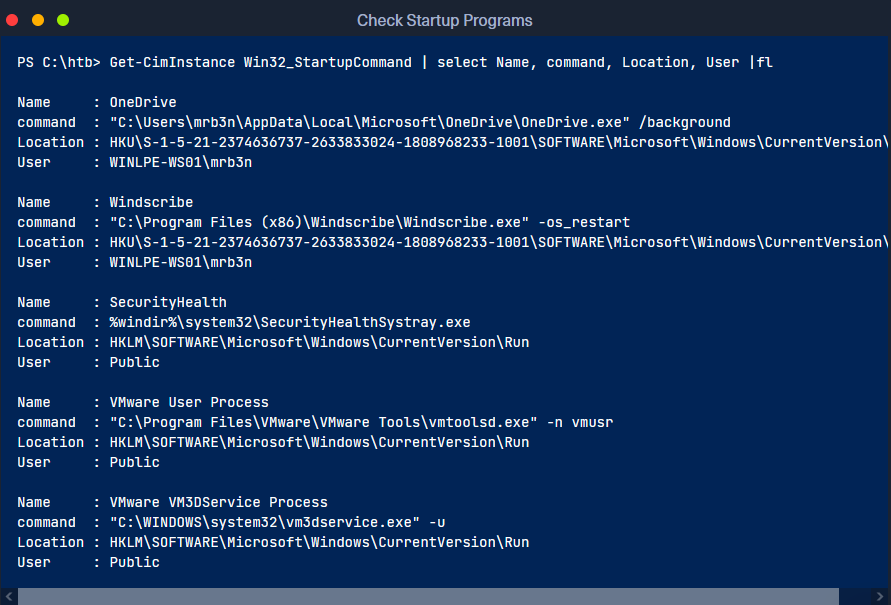 Check Startup Programs
PS C:\htb> Get-CimInstance Win32_StartupCommand | select Name, command, Location, User |fl
Name     : OneDrive
command  : "C:\Users\mrb3n\AppData\Local\Microsoft\OneDrive\OneDrive.exe" /background
Location : HKU\S-1-5-21-2374636737-2633833024-1808968233-1001\SOFTWARE\Microsoft\Windows\CurrentVersion\
User     : WINLPE-WS01\mrb3n
Name     : Windscribe
command  : "C:\Program Files (x86)\Windscribe\Windscribe.exe" -os_restart
Location : HKU\S-1-5-21-2374636737-2633833024-1808968233-1001\SOFTWARE\Microsoft\Windows\CurrentVersion\
User     : WINLPE-WS01\mrb3n
Name     : SecurityHealth
command  : %windir%\system32\SecurityHealthSystray.exe
Location : HKLM\SOFTWARE\Microsoft\Windows\CurrentVersion\Run
User     : Public
Name     : VMware User Process
command  : "C:\Program Files\VMware\VMware Tools\vmtoolsd.exe" -n vmusr
Location : HKLM\SOFTWARE\Microsoft\Windows\CurrentVersion\Run
User     : Public
Name     : VMware VM3DService Process
command  : "C:\WINDOWS\system32\vm3dservice.exe" -u
Location : HKLM\SOFTWARE\Microsoft\Windows\CurrentVersion\Run
User     : Public